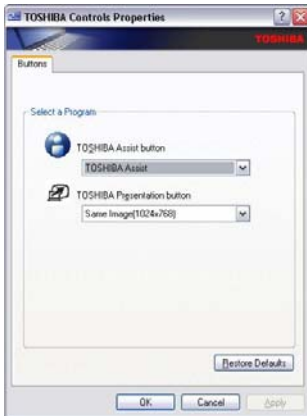 TOSHIBA Controls Properties
TOSHIBA
Buttons
Select a Program
TOSHIBA Assist button
TOSHIBA Assist
TOSHIBA Presentation button
Same Image(1024x768)
Restore Defaults
OK Cancel Apply